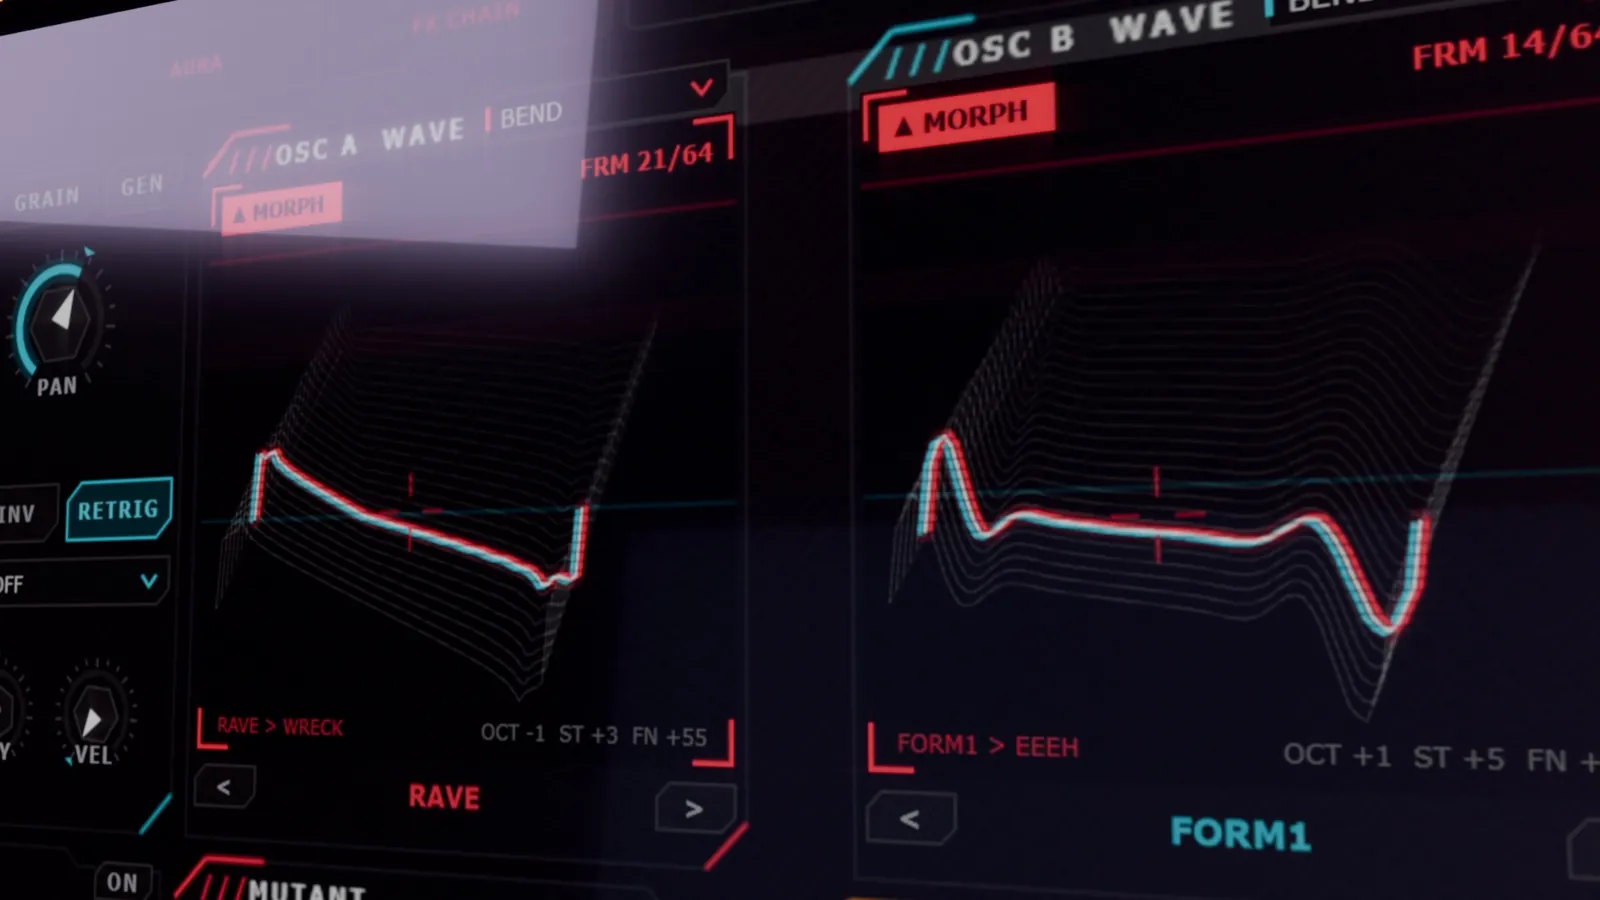 FX CHAIN
AURA
GRAIN GEN
///OSC A WAVE BEND
FRM 21/64
▲ MORPH
PAN
INV RETRIG
OFF
VEL
RAVE > WRECK
OCT -1 ST +3 FN +55
< RAVE >
ON
///MUTANT
///OSC B WAVE BEND
FRM 14/64
▲ MORPH
FORM1 > EEEH
OCT +1 ST +5 FN +
< FORM1